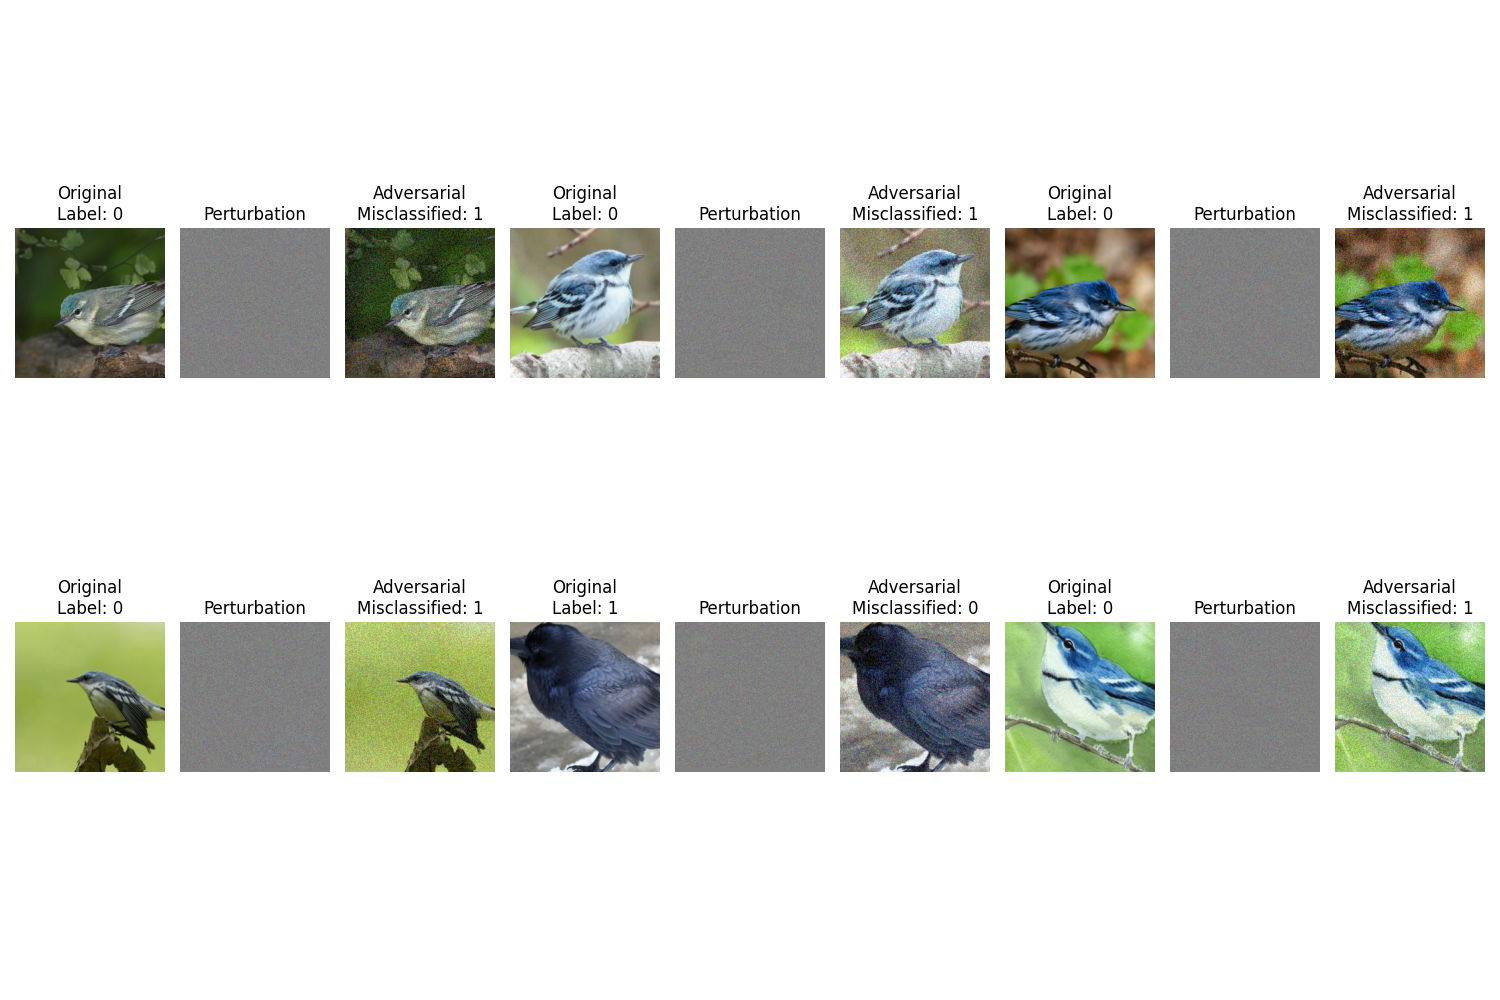 Original
Label: 0
Perturbation
Adversarial
Misclassified: 1
Original
Label: 0
Perturbation
Adversarial
Misclassified: 1
Original
Label: 0
Perturbation
Adversarial
Misclassified: 1
Original
Label: 0
Perturbation
Adversarial
Misclassified: 1
Original
Label: 1
Perturbation
Adversarial
Misclassified: 0
Original
Label: 0
Perturbation
Adversarial
Misclassified: 1